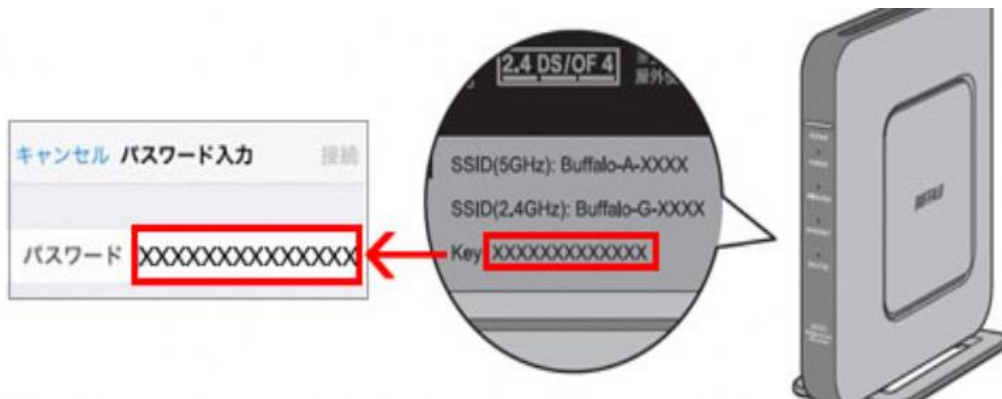 キャンセル パスワード入力 接続
パスワード XXXXXXXXXXXXXX
2.4 DS/OF 4
SSID(5GHz): Buffalo-A-XXXX
SSID(2.4GHz): Buffalo-G-XXXX
Key XXXXXXXXXXXXX
BUFFALO